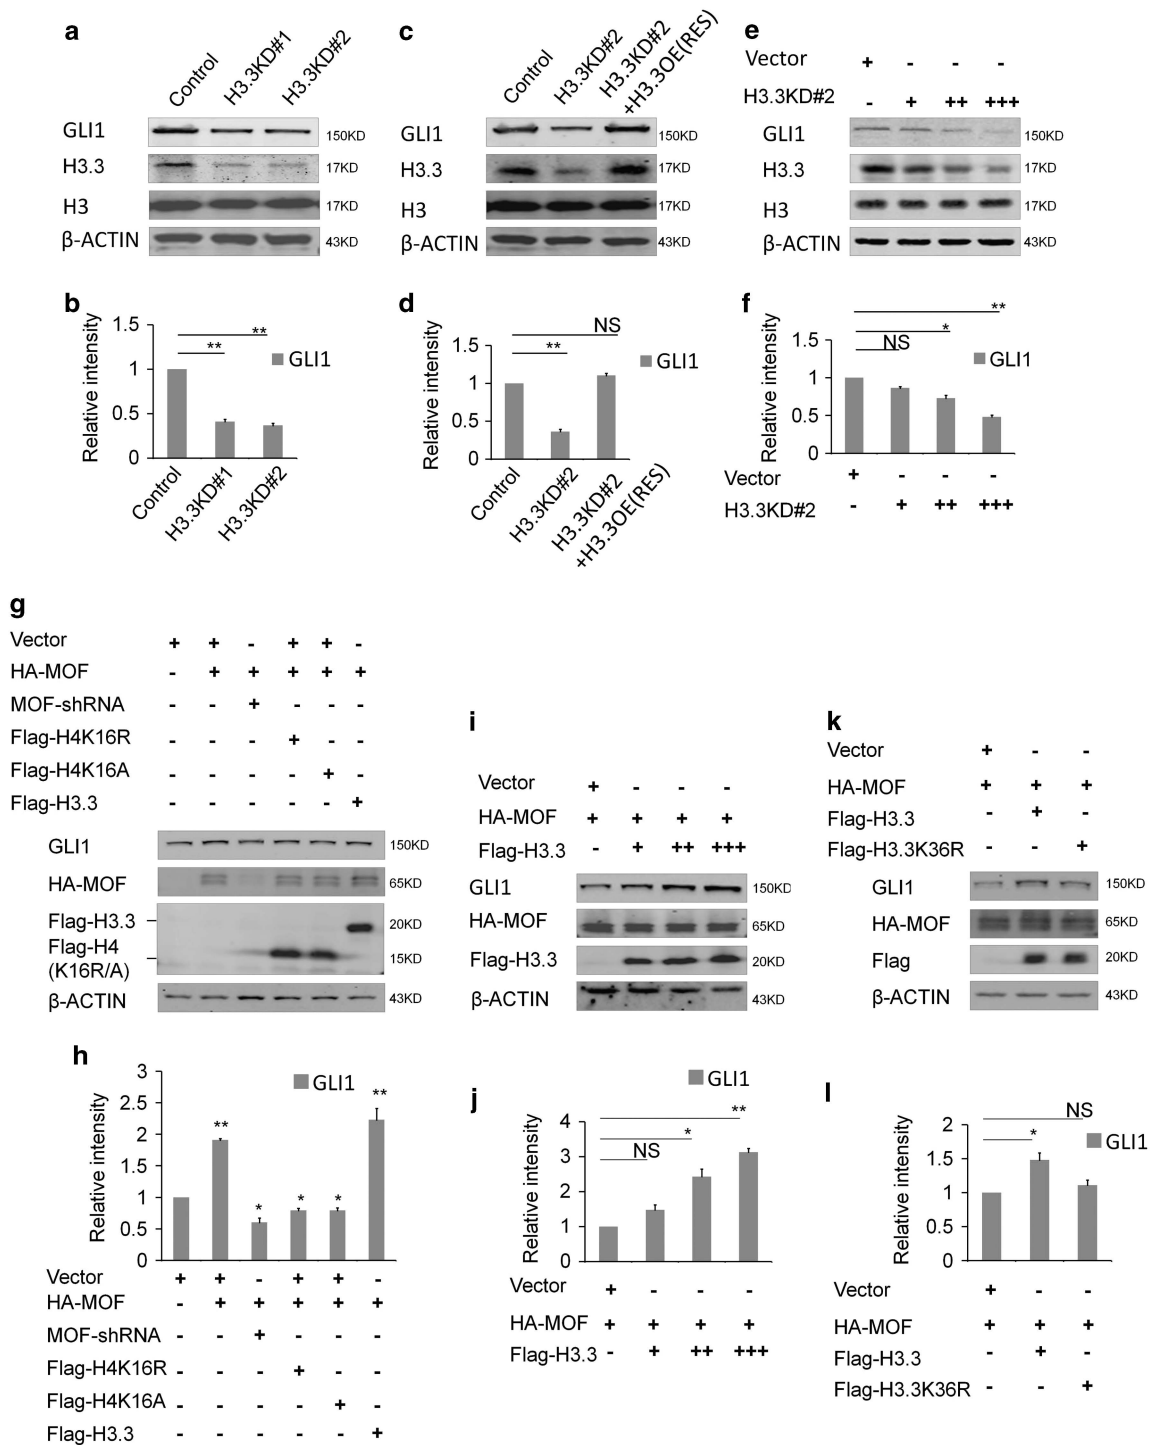 a
Control
H3.3KD#1
H3.3KD#2
GLI1
150KD
H3.3
17KD
H3
17KD
β-ACTIN
43KD
c
Control
H3.3KD#2
H3.3KD#2
+H3.3OE(RES)
GLI1
150KD
H3.3
17KD
H3
17KD
β-ACTIN
43KD
e
Vector + - - -
H3.3KD#2 - + ++ +++
GLI1
150KD
H3.3
17KD
H3
17KD
β-ACTIN
43KD
b
Relative intensity
1.5
1
0.5
0
**
**
GLI1
Control
H3.3KD#1
H3.3KD#2
d
Relative intensity
1.5
1
0.5
0
NS
**
GLI1
Control
H3.3KD#2
H3.3KD#2
+H3.3OE(RES)
f
Relative intensity
1.5
1
0.5
0
**
*
NS
GLI1
Vector + - - -
H3.3KD#2 - + ++ +++
g
Vector + + - + + -
HA-MOF - + + + + +
MOF-shRNA - - + - - -
Flag-H4K16R - - - + - -
Flag-H4K16A - - - - + -
Flag-H3.3 - - - - - +
GLI1
150KD
HA-MOF
65KD
Flag-H3.3
20KD
Flag-H4
(K16R/A)
15KD
β-ACTIN
43KD
i
Vector + - - -
HA-MOF + + + +
Flag-H3.3 - + ++ +++
GLI1
150KD
HA-MOF
65KD
Flag-H3.3
20KD
β-ACTIN
43KD
k
Vector + - -
HA-MOF + + +
Flag-H3.3 - + -
Flag-H3.3K36R - - +
GLI1
150KD
HA-MOF
65KD
Flag
20KD
β-ACTIN
43KD
h
Relative intensity
3
2.5
2
1.5
1
0.5
0
GLI1
**
*
*
*
**
Vector + + - + + -
HA-MOF - + + + + +
MOF-shRNA - - + - - -
Flag-H4K16R - - - + - -
Flag-H4K16A - - - - + -
Flag-H3.3 - - - - - +
j
Relative intensity
4
3
2
1
0
GLI1
**
*
NS
Vector + - - -
HA-MOF + + + +
Flag-H3.3 - + ++ +++
l
Relative intensity
2
1.5
1
0.5
0
NS
*
GLI1
Vector + - -
HA-MOF + + +
Flag-H3.3 - + -
Flag-H3.3K36R - - +